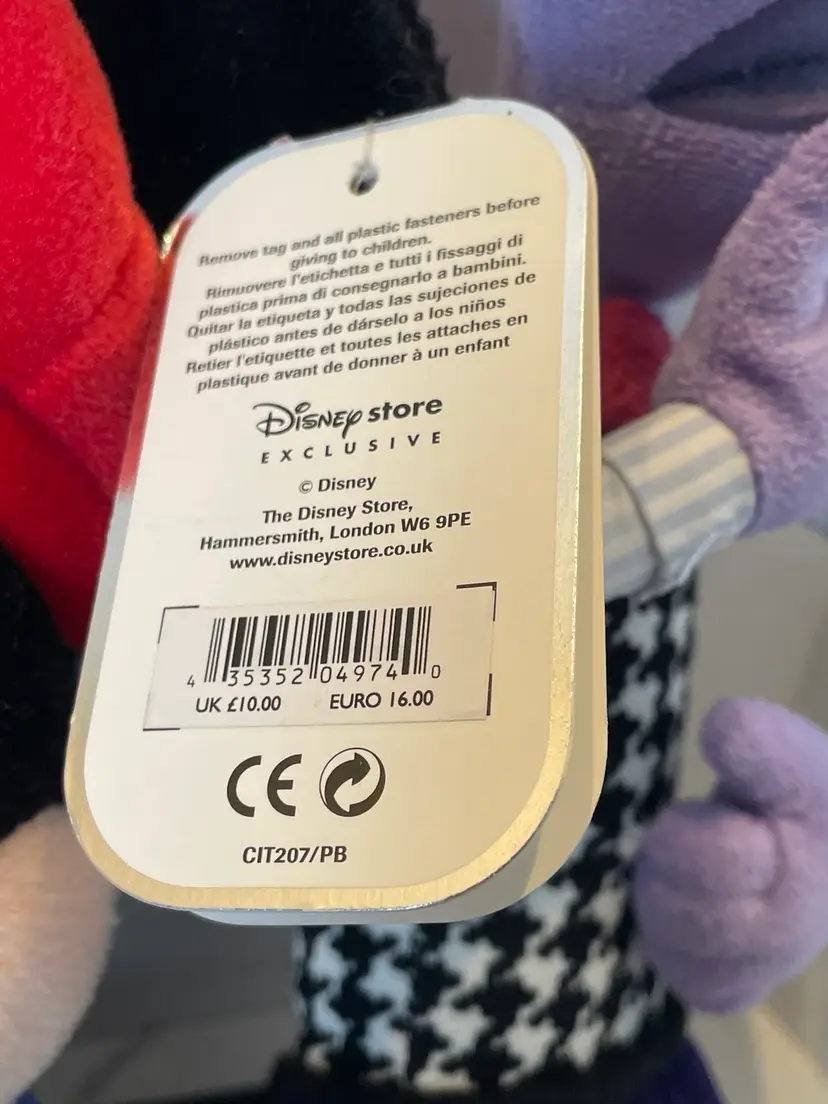 Remove tag and all plastic fasteners before
giving to children.
Rimuovere l'etichetta e tutti i fissaggi di
plastica prima di consegnarlo a bambini.
Quitar la etiqueta y todas las sujeciones de
plástico antes de dárselo a los niños
Retier l'etiquette et toutes les attaches en
plastique avant de donner à un enfant
Disney store
EXCLUSIVE
© Disney
The Disney Store,
Hammersmith, London W6 9PE
www.disneystore.co.uk
4 35352 04974 0
UK £10.00 EURO 16.00
CE
CIT207/PB